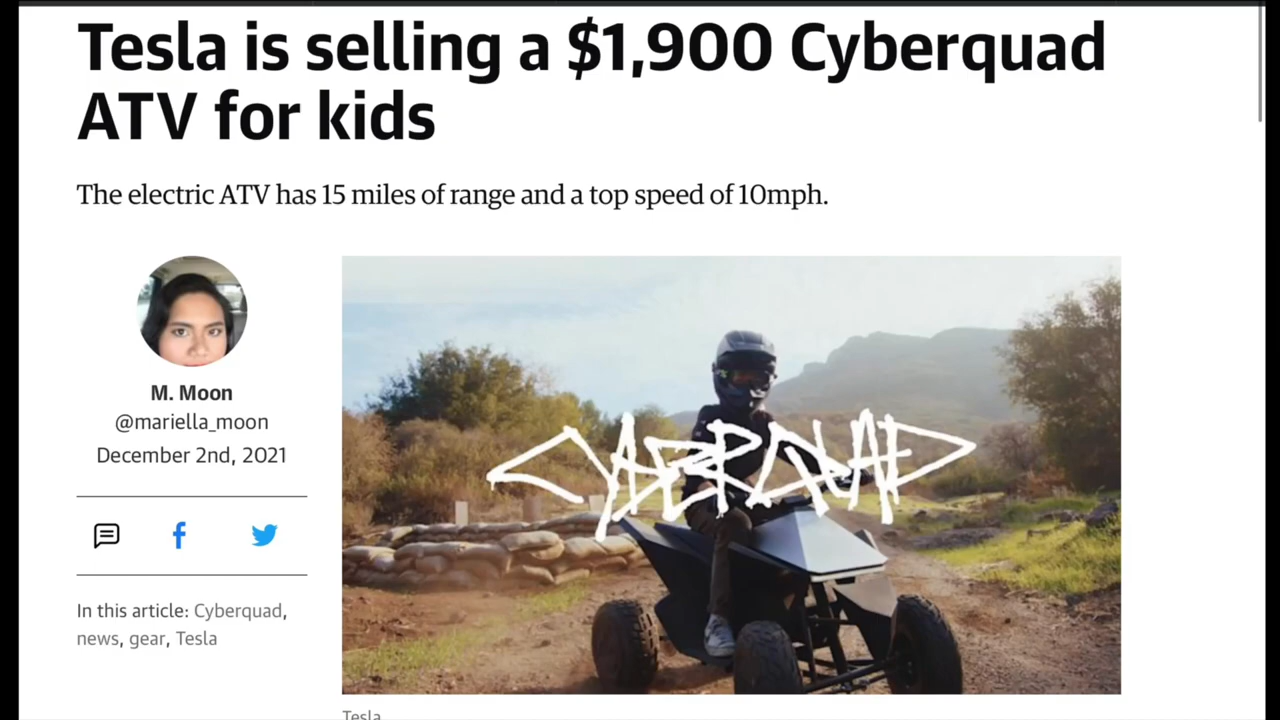 Tesla is selling a $1,900 Cyberquad
ATV for kids
The electric ATV has 15 miles of range and a top speed of 10mph.
M. Moon
@mariella_moon
December 2nd, 2021
In this article: Cyberquad,
news, gear, Tesla
CYBERQUAD
Tesla